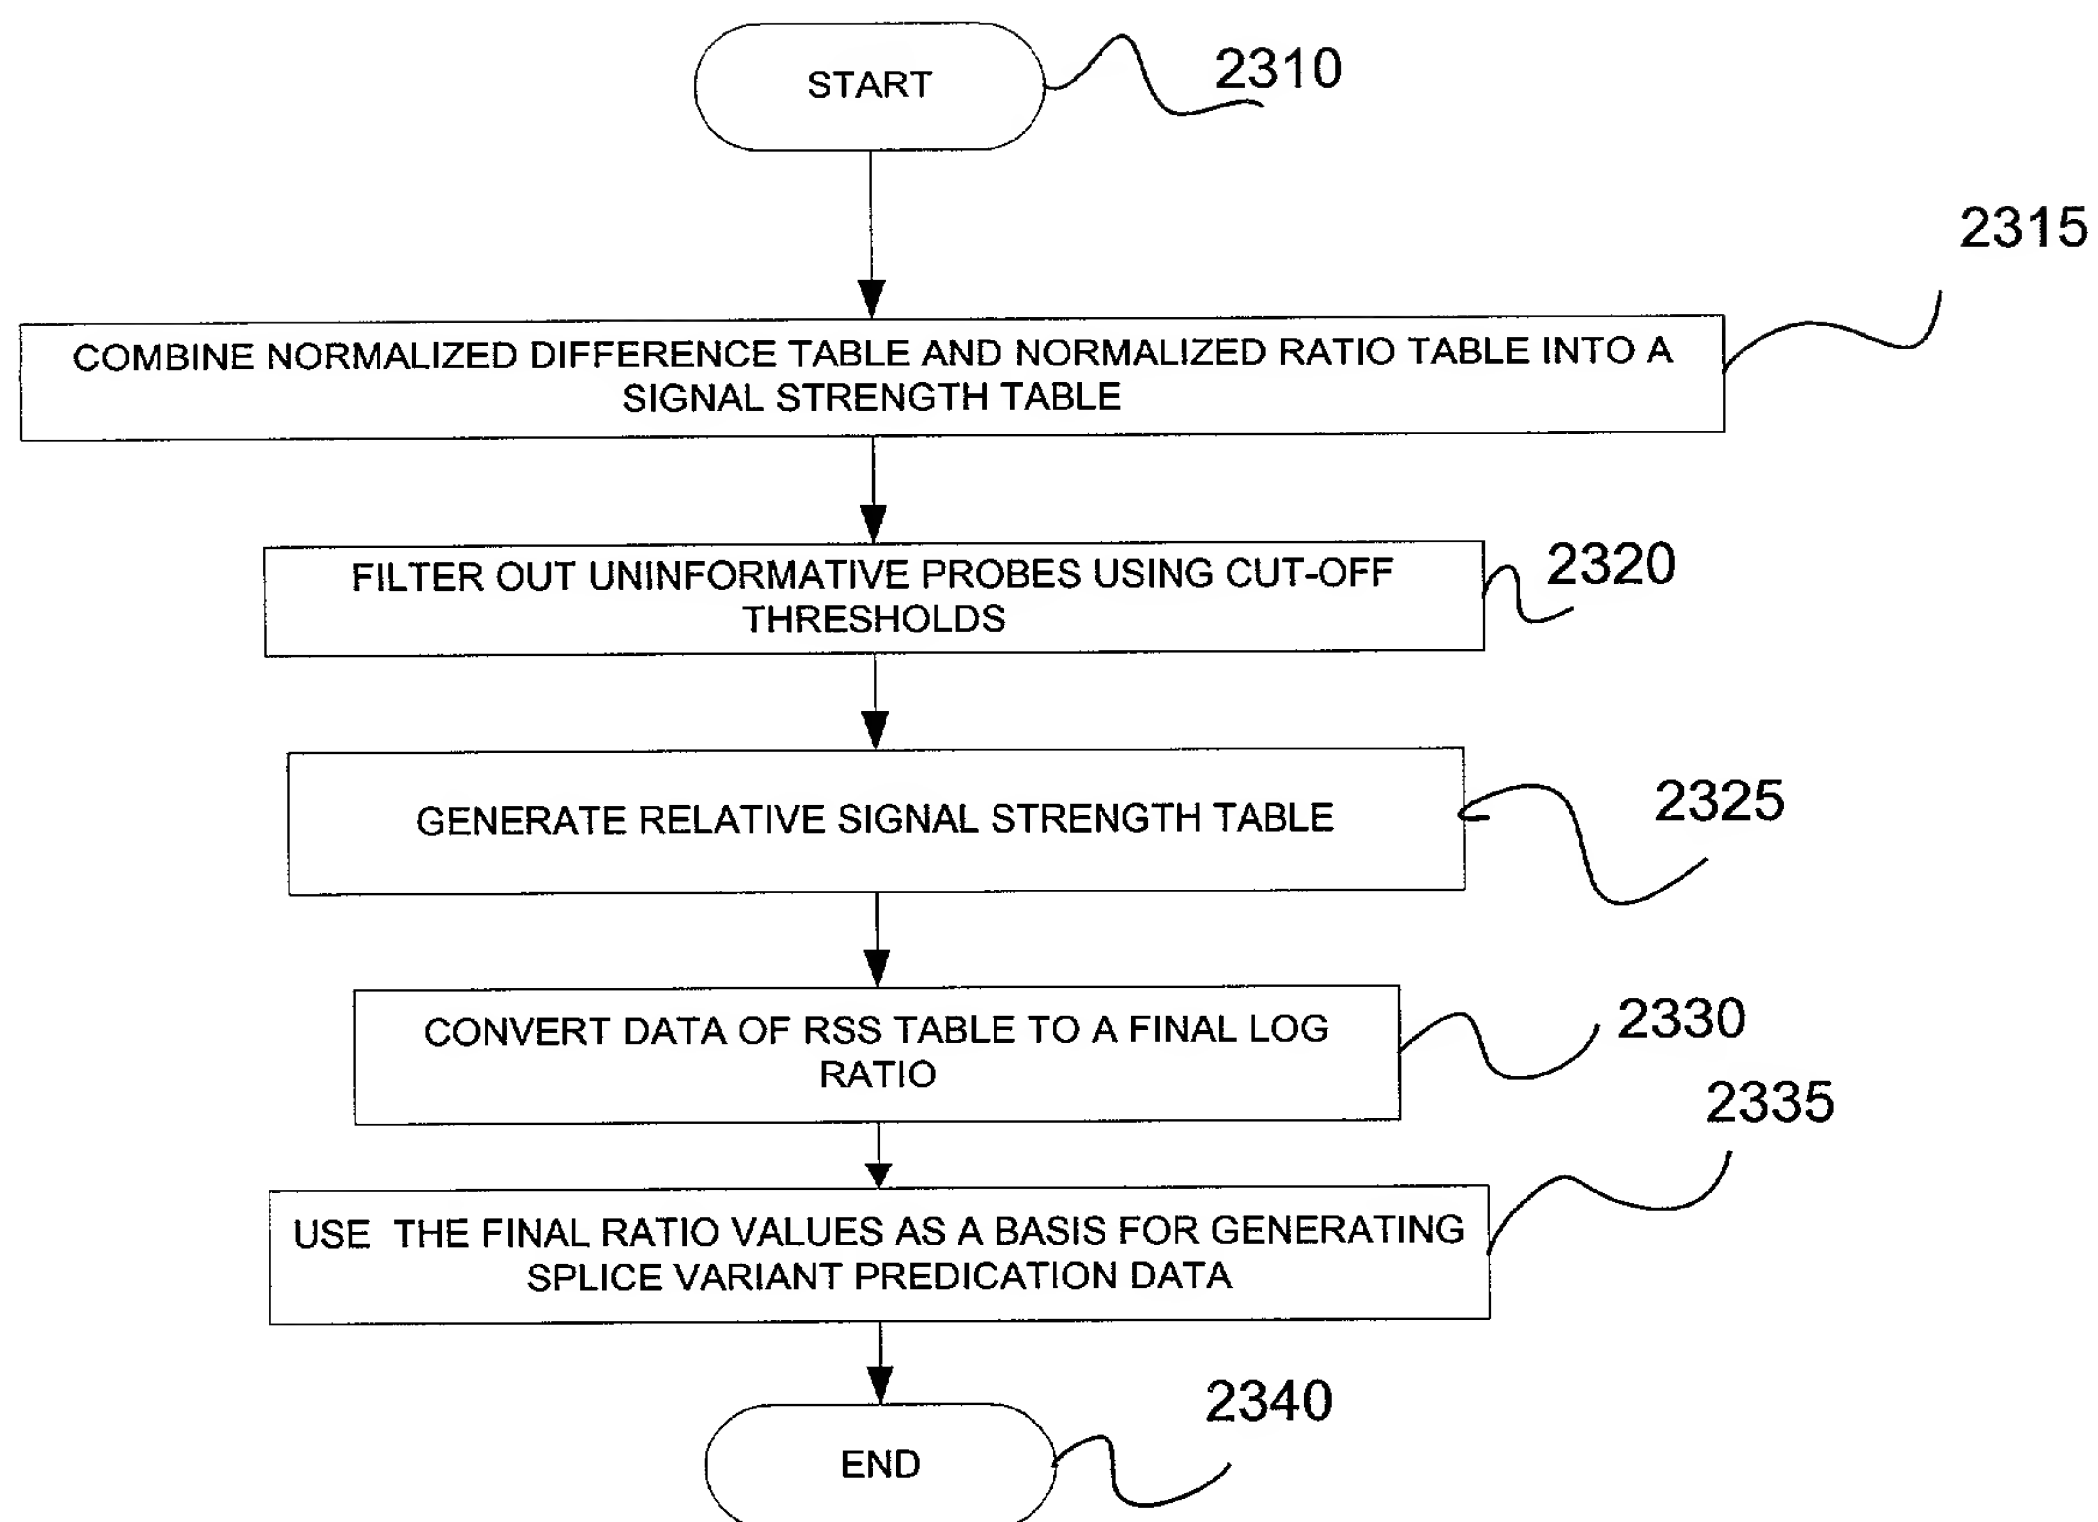 START
2310
2315
COMBINE NORMALIZED DIFFERENCE TABLE AND NORMALIZED RATIO TABLE INTO A
SIGNAL STRENGTH TABLE
FILTER OUT UNINFORMATIVE PROBES USING CUT-OFF
THRESHOLDS
2320
GENERATE RELATIVE SIGNAL STRENGTH TABLE
2325
CONVERT DATA OF RSS TABLE TO A FINAL LOG
RATIO
2330
2335
USE THE FINAL RATIO VALUES AS A BASIS FOR GENERATING
SPLICE VARIANT PREDICATION DATA
2340
END